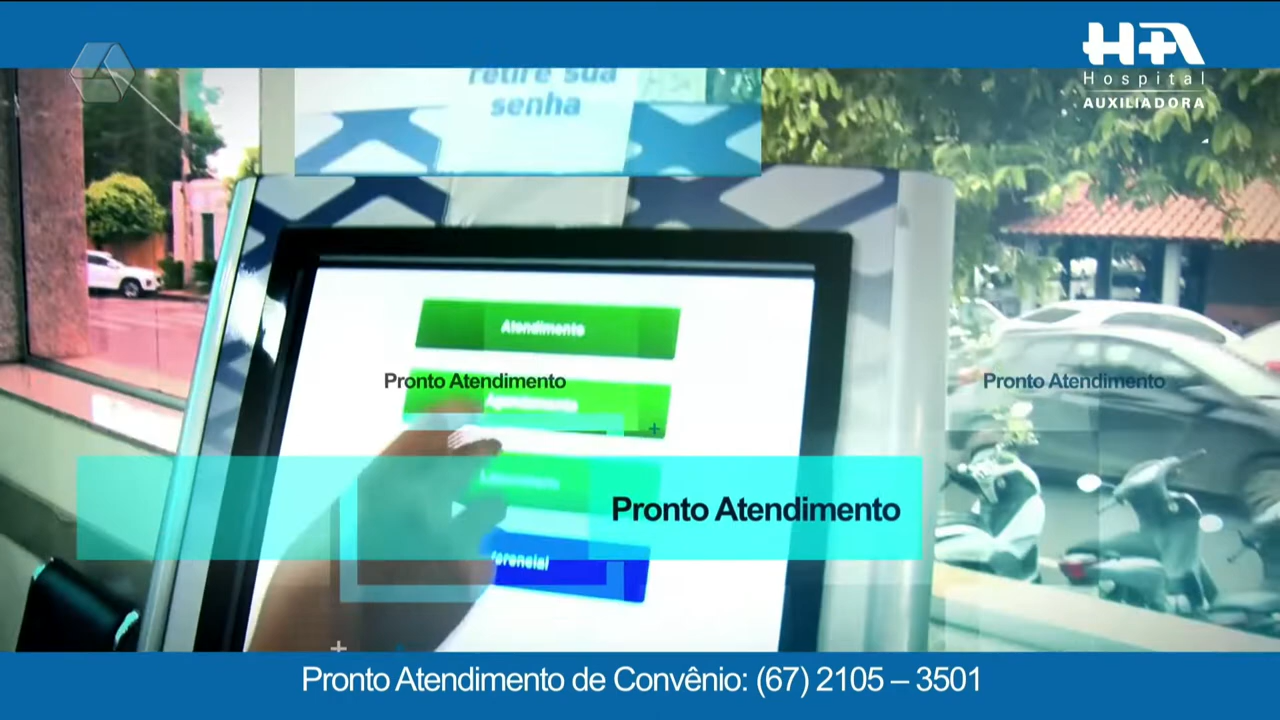 HA
Hospital
AUXILIADORA
retire sua
senha
Atendimento
Pronto Atendimento
Pronto Atendimento
Pronto Atendimento
Pronto Atendimento de Convênio: (67) 2105 – 3501